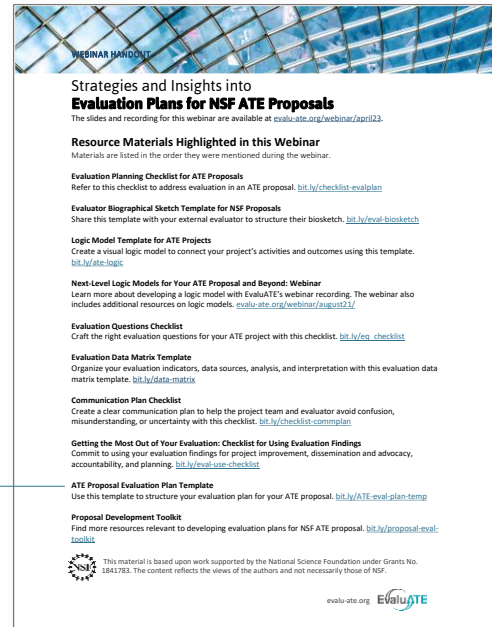 WEBINAR HANDOUT
Strategies and Insights into
Evaluation Plans for NSF ATE Proposals
The slides and recording for this webinar are available at evalu-ate.org/webinar/april23.
Resource Materials Highlighted in this Webinar
Materials are listed in the order they were mentioned during the webinar.
Evaluation Planning Checklist for ATE Proposals
Refer to this checklist to address evaluation in an ATE proposal. bit.ly/checklist-evalplan
Evaluator Biographical Sketch Template for NSF Proposals
Share this template with your external evaluator to structure their biosketch. bit.ly/eval-biosketch
Logic Model Template for ATE Projects
Create a visual logic model to connect your project's activities and outcomes using this template.
bit.ly/ate-logic
Next-Level Logic Models for Your ATE Proposal and Beyond: Webinar
Learn more about developing a logic model with EvaluATE's webinar recording. The webinar also
includes additional resources on logic models. evalu-ate.org/webinar/august21/
Evaluation Questions Checklist
Craft the right evaluation questions for your ATE project with this checklist. bit.ly/eq_checklist
Evaluation Data Matrix Template
Organize your evaluation indicators, data sources, analysis, and interpretation with this evaluation data
matrix template. bit.ly/data-matrix
Communication Plan Checklist
Create a clear communication plan to help the project team and evaluator avoid confusion,
misunderstanding, or uncertainty with this checklist. bit.ly/checklist-commplan
Getting the Most Out of Your Evaluation: Checklist for Using Evaluation Findings
Commit to using your evaluation findings for project improvement, dissemination and advocacy,
accountability, and planning. bit.ly/eval-use-checklist
ATE Proposal Evaluation Plan Template
Use this template to structure your evaluation plan for your ATE proposal. bit.ly/ATE-eval-plan-temp
Proposal Development Toolkit
Find more resources relevant to developing evaluation plans for NSF ATE proposal. bit.ly/proposal-eval-
toolkit
NSF
This material is based upon work supported by the National Science Foundation under Grants No.
1841783. The content reflects the views of the authors and not necessarily those of NSF.
evalu-ate.org EvaluATE